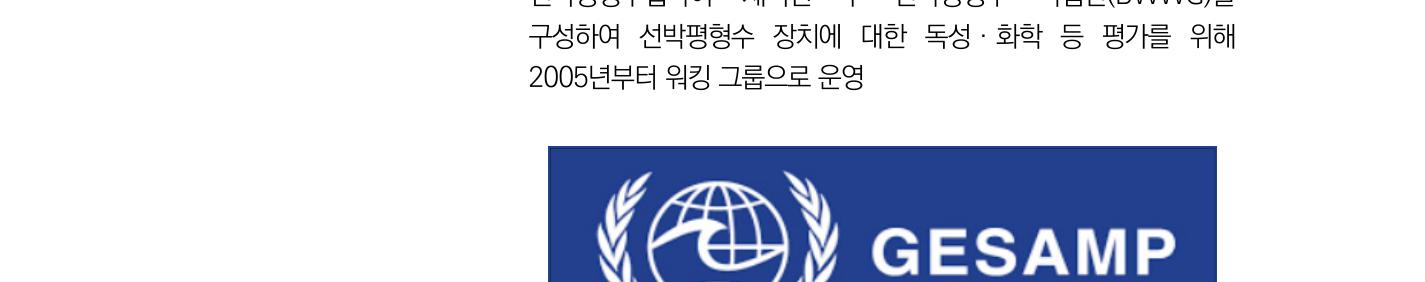 구성하여 선박평형수 장치에 대한 독성 · 화학 등 평가를 위해
2005년부터 워킹 그룹으로 운영
GESAMP